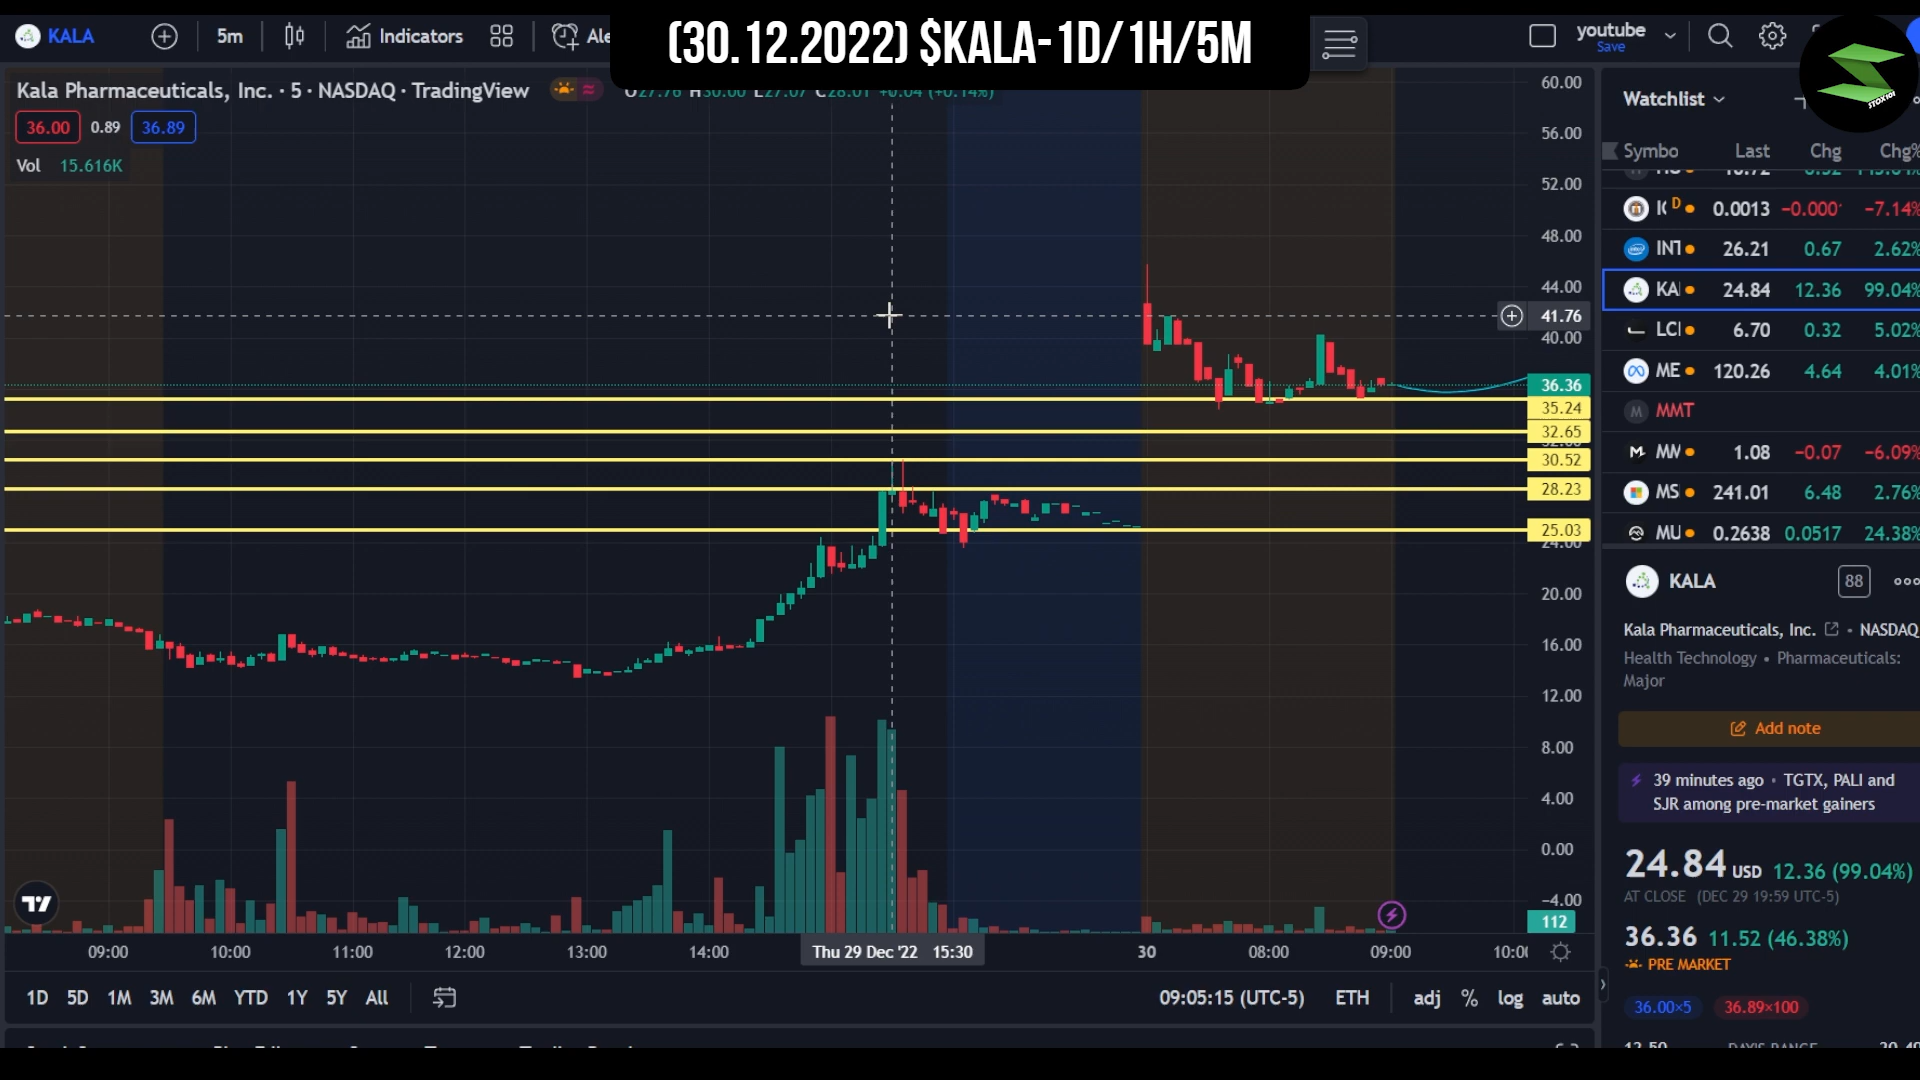 (30.12.2022) $KALA-1D/1H/5M
KALA
5m
Indicators
youtube
Save
Kala Pharmaceuticals, Inc. · 5 · NASDAQ · TradingView
O27.76 H30.00 L27.07 C28.01 +0.04 (+0.14%)
36.00 0.89 36.89
Vol 15.616K
60.00
56.00
52.00
48.00
44.00
41.76
40.00
36.36
35.24
32.65
30.52
28.23
25.03
24.00
20.00
16.00
12.00
8.00
4.00
0.00
−4.00
112
09:00 10:00 11:00 12:00 13:00 14:00 Thu 29 Dec '22 15:30 30 08:00 09:00
1D 5D 1M 3M 6M YTD 1Y 5Y All
09:05:15 (UTC-5) ETH adj % log auto
Watchlist
STOX101
Symbo Last Chg Chg%
D 0.0013 −0.000 −7.14%
INT 26.21 0.67 2.62%
KA 24.84 12.36 99.04%
LCI 6.70 0.32 5.02%
ME 120.26 4.64 4.01%
M MMT
MM 1.08 −0.07 −6.09%
MS 241.01 6.48 2.76%
MU 0.2638 0.0517 24.38%
KALA
88
Kala Pharmaceuticals, Inc. • NASDAQ
Health Technology • Pharmaceuticals:
Major
Add note
39 minutes ago · TGTX, PALI and
SJR among pre-market gainers
24.84 USD 12.36 (99.04%)
AT CLOSE (DEC 29 19:59 UTC-5)
36.36 11.52 (46.38%)
PRE MARKET
36.00×5 36.89×100